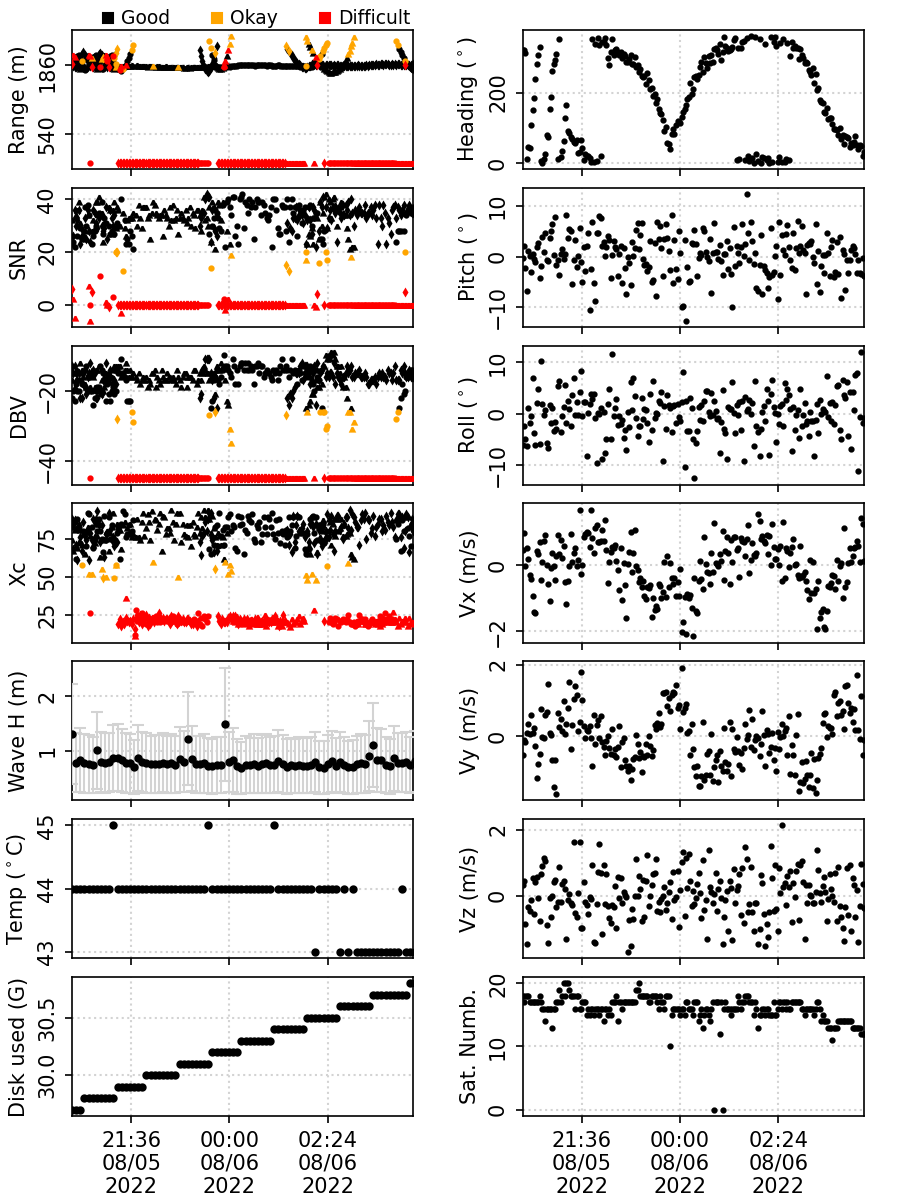 Good Okay Difficult
Range (m)
1860
540
Heading (°)
200
0
SNR
40
20
0
Pitch (°)
10
0
−10
DBV
−20
−40
Roll (°)
10
0
−10
Xc
75
50
25
Vx (m/s)
0
−2
Wave H (m)
2
1
Vy (m/s)
2
0
Temp (°C)
45
44
43
Vz (m/s)
2
0
Disk used (G)
30.5
30.0
Sat. Numb.
20
10
0
21:36 00:00 02:24 21:36 00:00 02:24
08/05 08/06 08/06 08/05 08/06 08/06
2022 2022 2022 2022 2022 2022